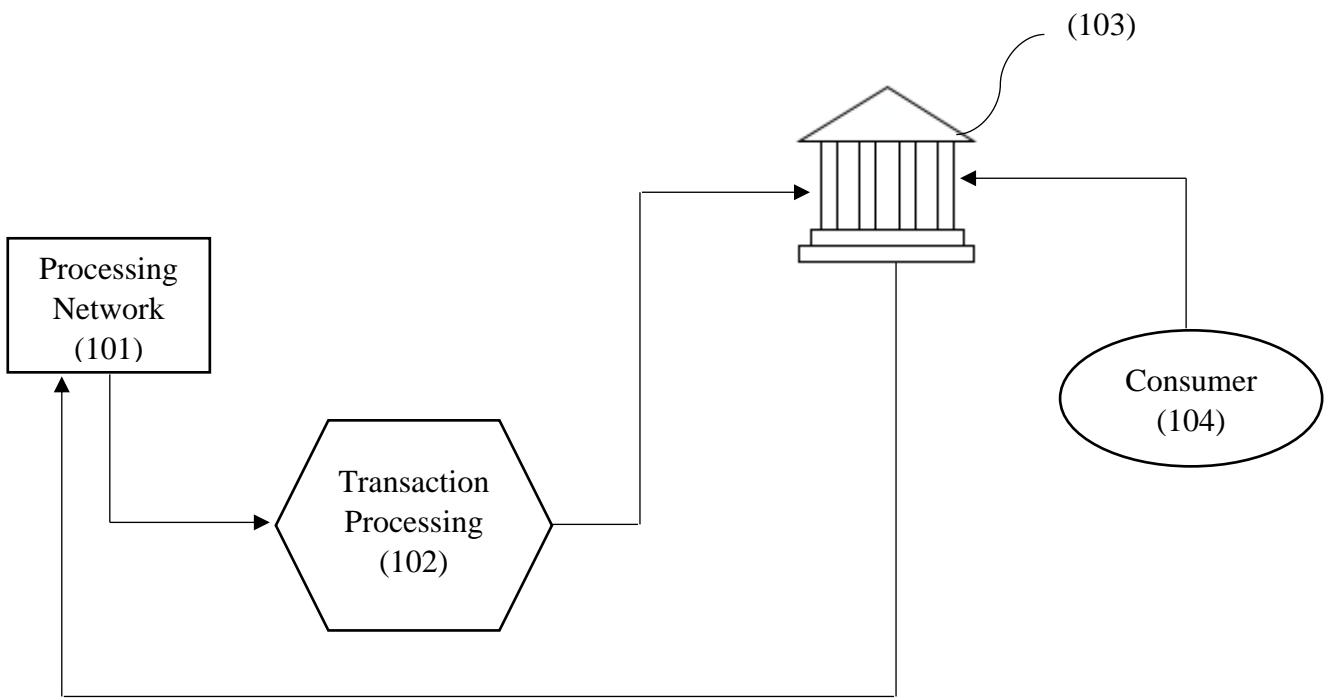 (103)
Processing
Network
(101)
Consumer
(104)
Transaction
Processing
(102)